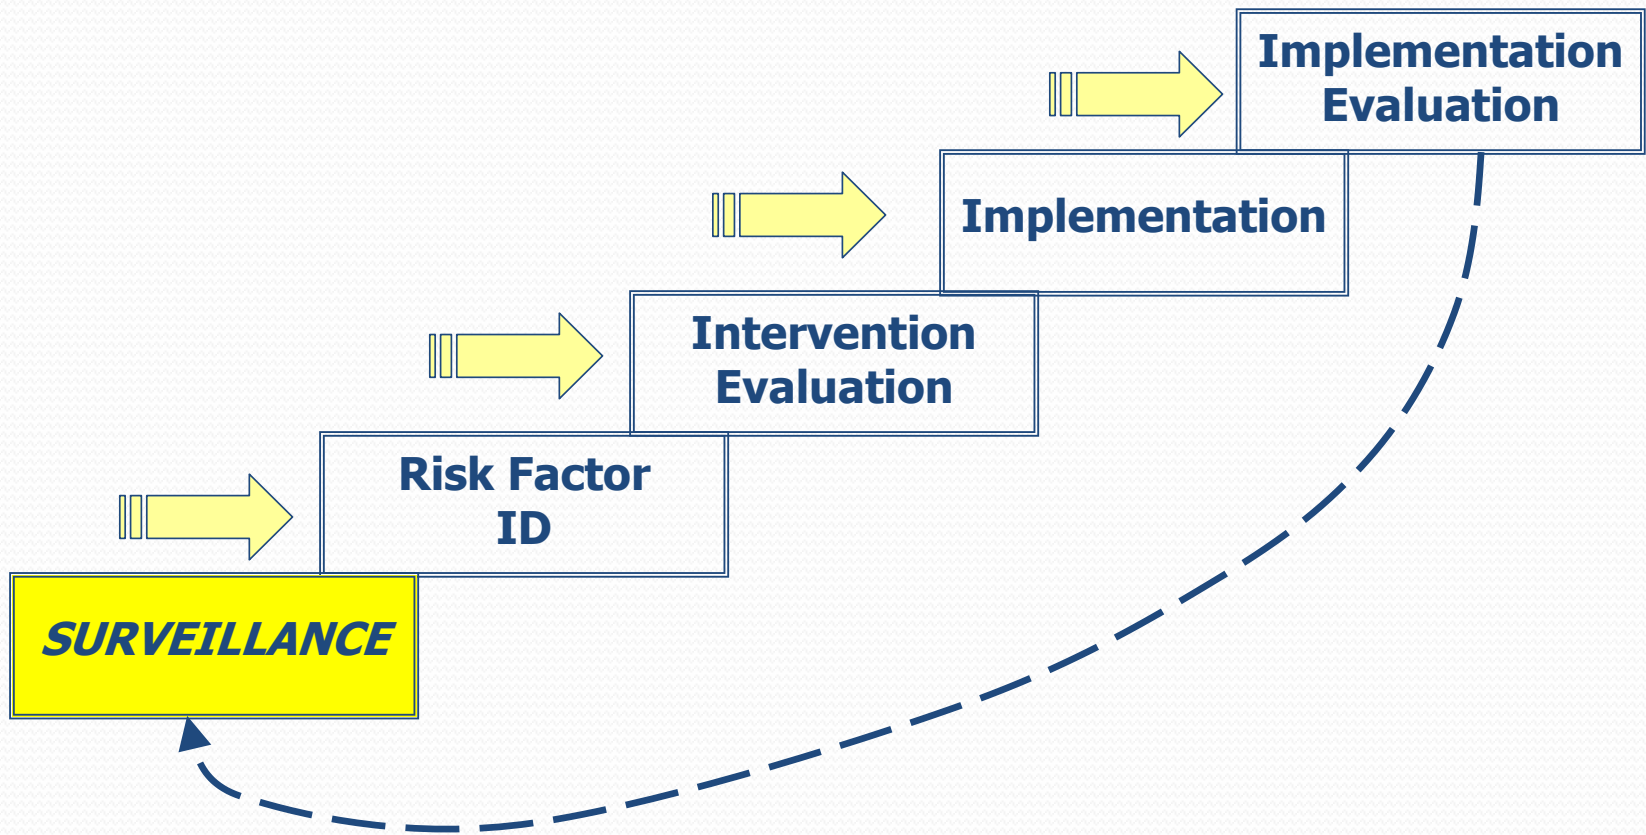 Implementation
Evaluation
Implementation
Intervention
Evaluation
Risk Factor
ID
SURVEILLANCE